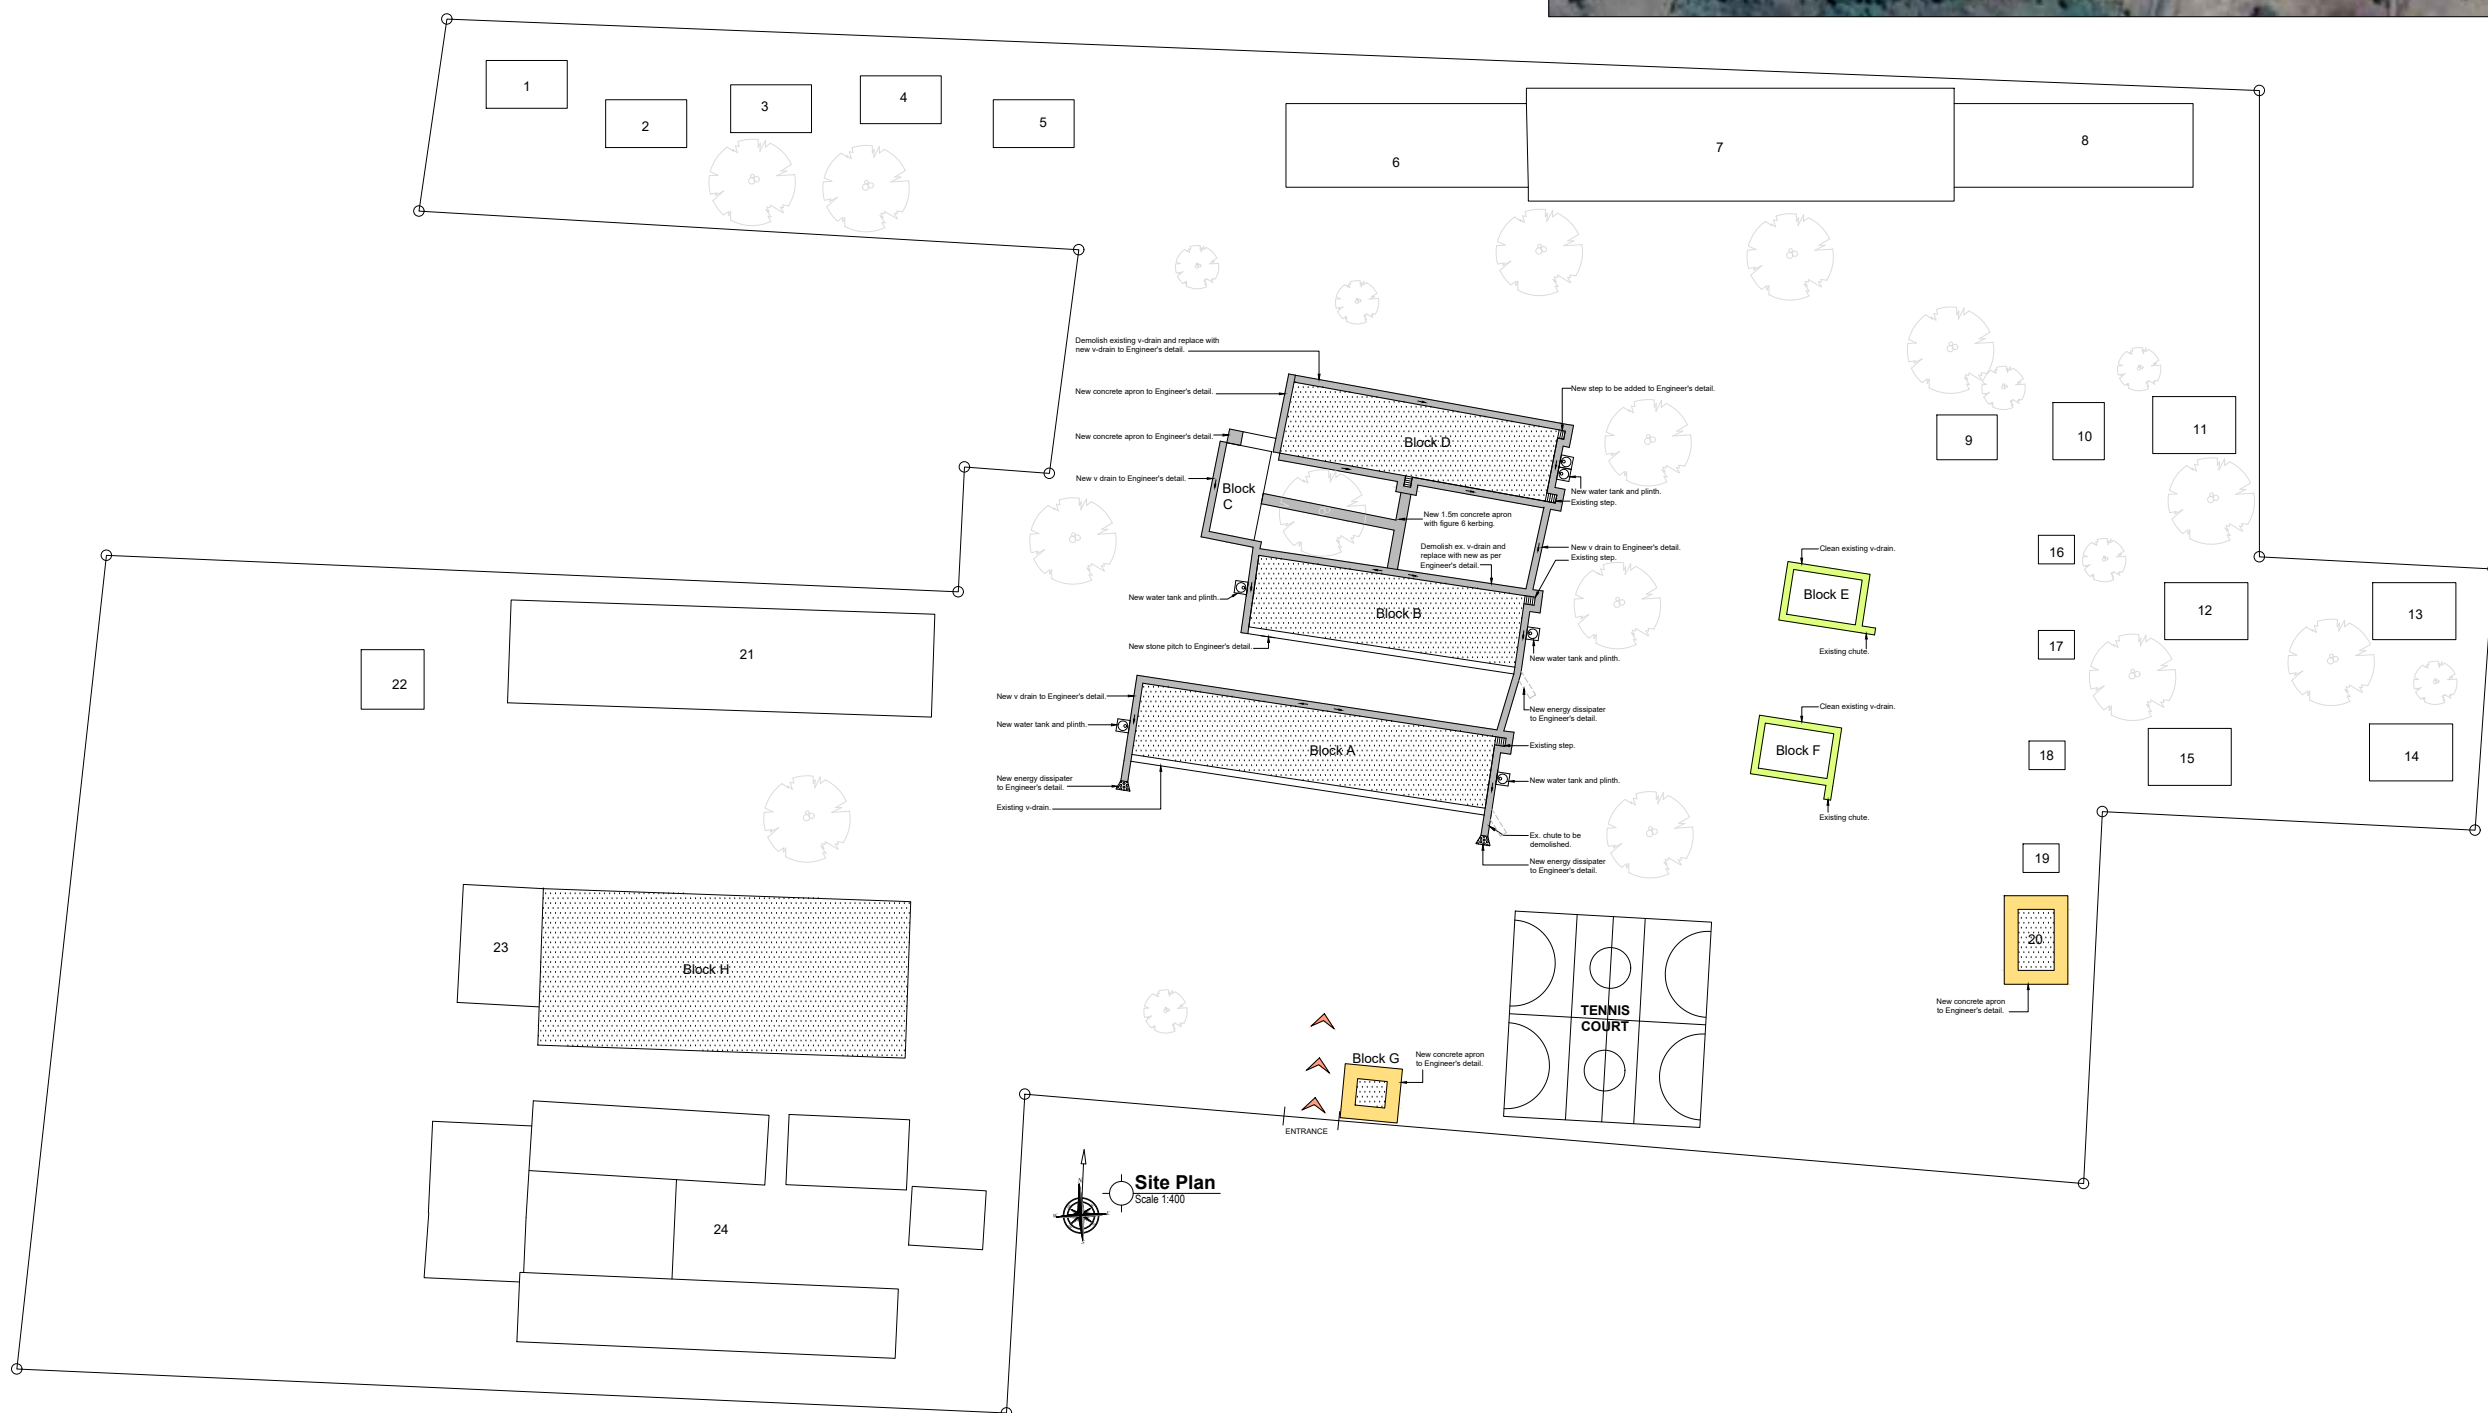 1
2
3
4
5
6
7
8
Demolish existing v-drain and replace with
new v-drain to Engineer's detail.
New concrete apron to Engineer's detail.
New step to be added to Engineer's detail.
Block D
New concrete apron to Engineer's detail.
New v drain to Engineer's detail.
Block
C
New water tank and plinth.
Existing step.
New 1.5m concrete apron
with figure 6 kerbing.
Demolish ex. v-drain and
replace with new as per
Engineer's detail.
New v drain to Engineer's detail.
Existing step.
9
10
11
Clean existing v-drain.
Block E
Existing chute.
16
12
13
17
New water tank and plinth.
Block B
New stone pitch to Engineer's detail.
New water tank and plinth.
21
22
New v drain to Engineer's detail.
New water tank and plinth.
New energy dissipater
to Engineer's detail.
Existing step.
Block A
New water tank and plinth.
New energy dissipater
to Engineer's detail.
Existing v-drain.
Ex. chute to be
demolished.
New energy dissipater
to Engineer's detail.
Clean existing v-drain.
Block F
Existing chute.
18
15
14
19
20
New concrete apron
to Engineer's detail.
23
Block H
TENNIS
COURT
Block G
New concrete apron
to Engineer's detail.
ENTRANCE
24
Site Plan
Scale 1:400